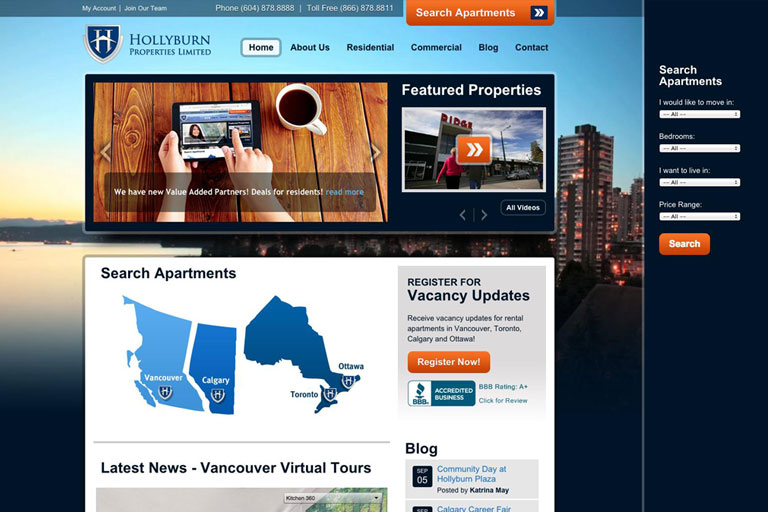 My Account | Join Our Team
Phone (604) 878.8888 | Toll Free (866) 878.8811
Search Apartments
HOLLYBURN
PROPERTIES LIMITED
Home
About Us
Residential
Commercial
Blog
Contact
We have new Value Added Partners! Deals for residents! read more
Featured Properties
RIDGE
All Videos
Search
Apartments
I would like to move in:
--- All ---
Bedrooms:
--- All ---
I want to live in:
--- All ---
Price Range:
--- All ---
Search
Search Apartments
Vancouver
Calgary
Toronto
Ottawa
REGISTER FOR
Vacancy Updates
Receive vacancy updates for rental
apartments in Vancouver, Toronto,
Calgary and Ottawa!
Register Now!
BBB
ACCREDITED
BUSINESS
BBB Rating: A+
Click for Review
Latest News - Vancouver Virtual Tours
Kitchen 360
Blog
SEP
05
Community Day at
Hollyburn Plaza
Posted by Katrina May
SEP
Calgary Career Fair